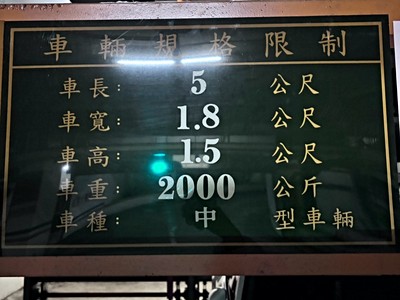 車輛規格限制
車長: 5 公尺
車寬: 1.8 公尺
車高: 1.5 公尺
車重: 2000 公斤
車種: 中 型車輛